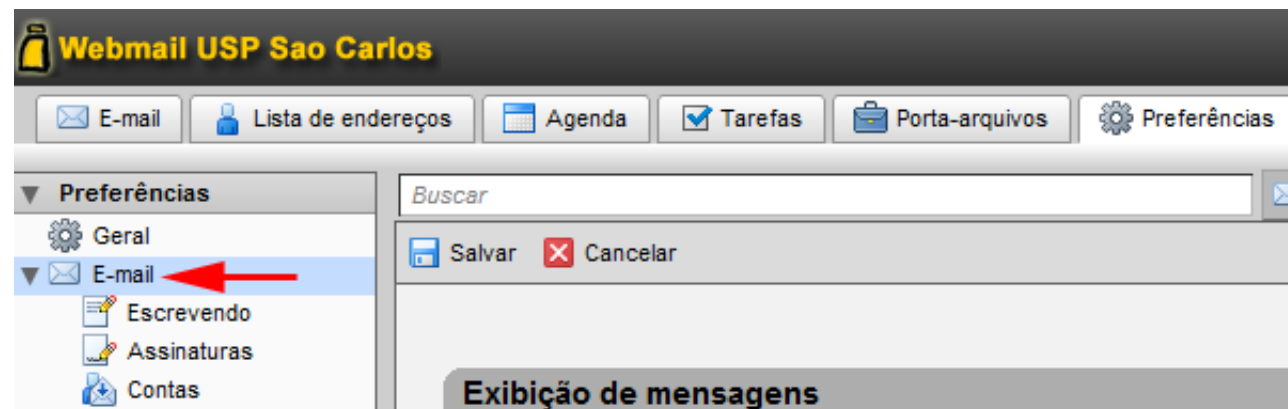 Webmail USP Sao Carlos
E-mail Lista de endereços Agenda Tarefas Porta-arquivos Preferências
Preferências
Buscar
Geral
Salvar Cancelar
E-mail
Escrevendo
Assinaturas
Contas
Exibição de mensagens